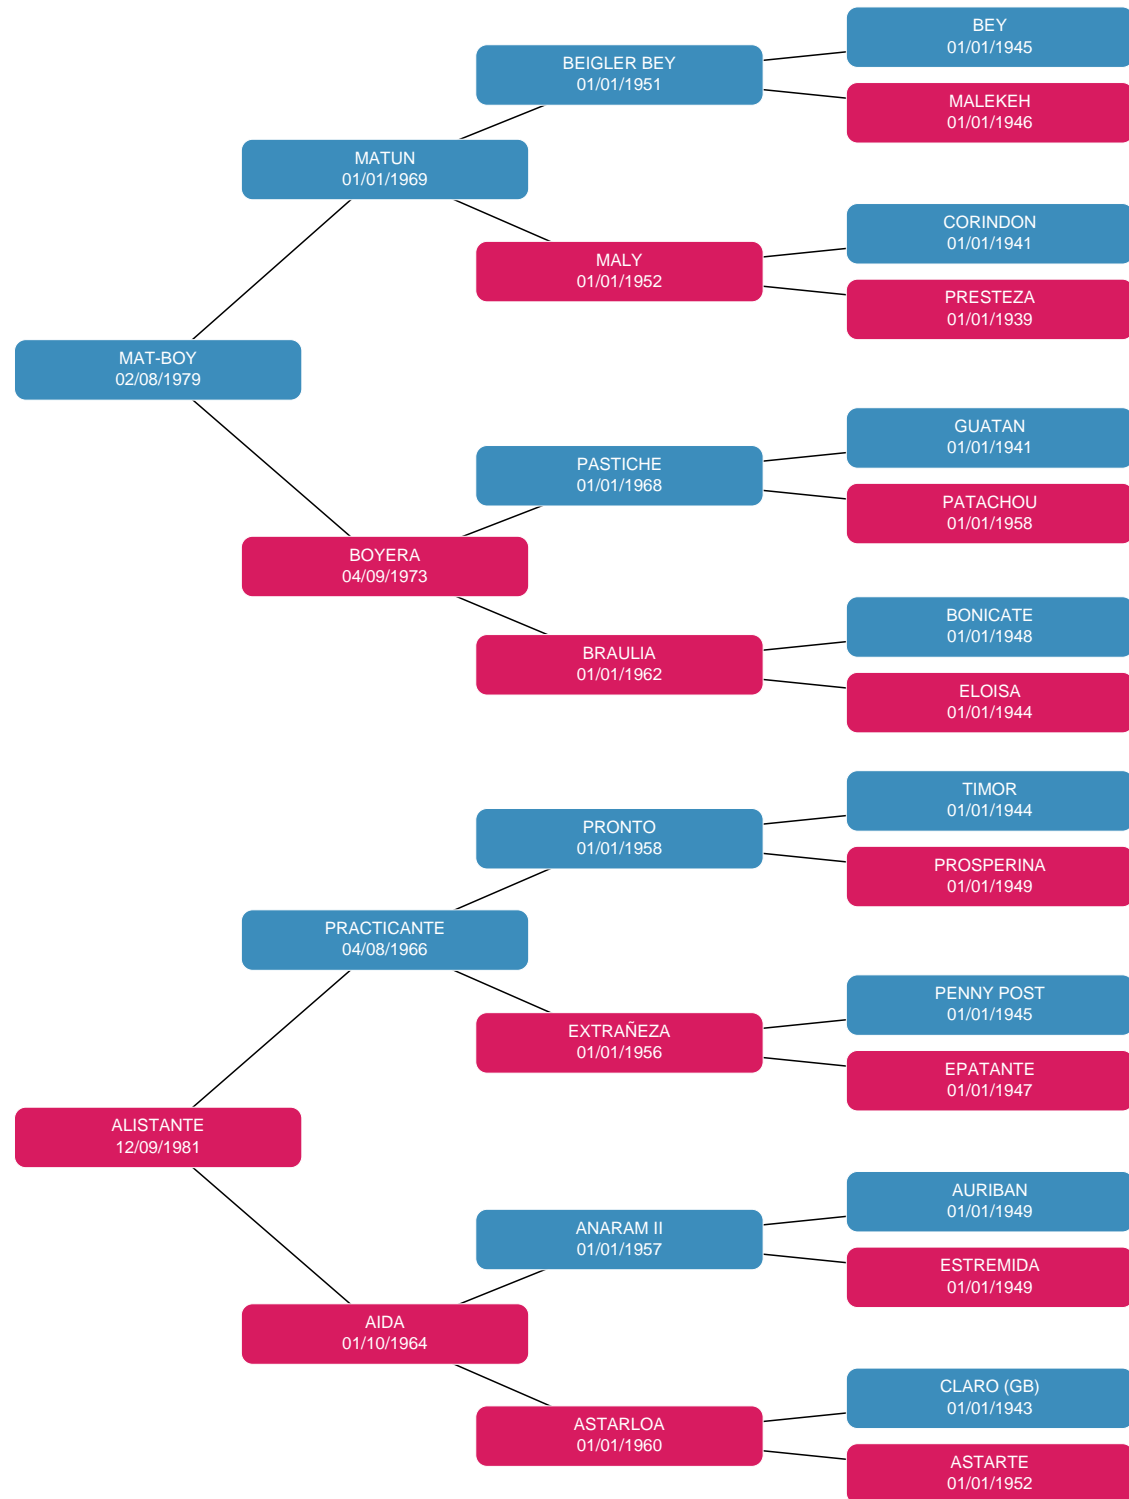 BEY
01/01/1945
BEIGLER BEY
01/01/1951
MALEKEH
01/01/1946
MATUN
01/01/1969
CORINDON
01/01/1941
MALY
01/01/1952
PRESTEZA
01/01/1939
MAT-BOY
02/08/1979
GUATAN
01/01/1941
PASTICHE
01/01/1968
PATACHOU
01/01/1958
BOYERA
04/09/1973
BONICATE
01/01/1948
BRAULIA
01/01/1962
ELOISA
01/01/1944
TIMOR
01/01/1944
PRONTO
01/01/1958
PROSPERINA
01/01/1949
PRACTICANTE
04/08/1966
PENNY POST
01/01/1945
EXTRAÑEZA
01/01/1956
EPATANTE
01/01/1947
ALISTANTE
12/09/1981
AURIBAN
01/01/1949
ANARAM II
01/01/1957
ESTREMIDA
01/01/1949
AIDA
01/10/1964
CLARO (GB)
01/01/1943
ASTARLOA
01/01/1960
ASTARTE
01/01/1952